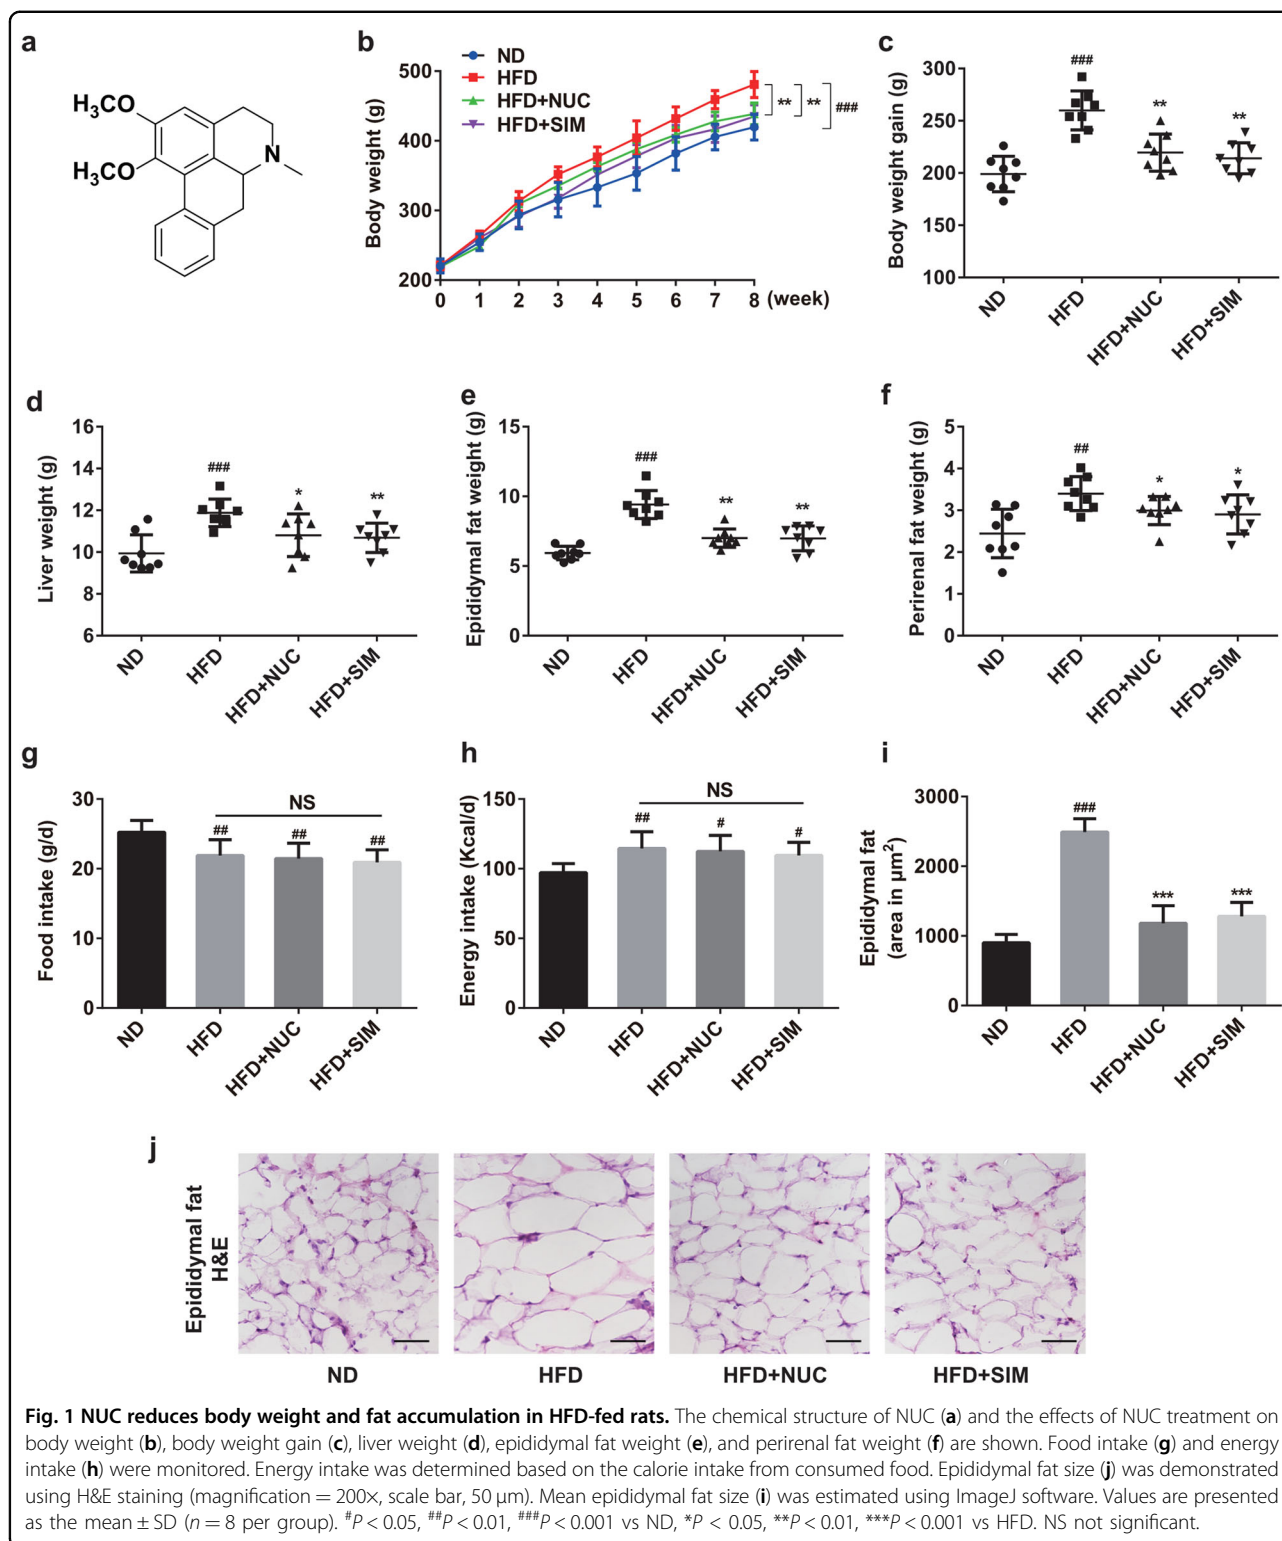 a
H3CO
H3CO
N
b
ND
HFD
HFD+NUC
HFD+SIM
Body weight (g)
500
400
300
200
0 1 2 3 4 5 6 7 8 (week)
** ** ###
c
Body weight gain (g)
300
250
200
150
100
###
**
**
ND HFD HFD+NUC HFD+SIM
d
Liver weight (g)
16
14
12
10
8
6
###
*
**
ND HFD HFD+NUC HFD+SIM
e
Epididymal fat weight (g)
15
10
5
0
###
**
**
ND HFD HFD+NUC HFD+SIM
f
Perirenal fat weight (g)
5
4
3
2
1
0
##
*
*
ND HFD HFD+NUC HFD+SIM
g
Food intake (g/d)
30
20
10
0
NS
## ## ##
ND HFD HFD+NUC HFD+SIM
h
Energy intake (Kcal/d)
150
100
50
0
NS
## # #
ND HFD HFD+NUC HFD+SIM
i
Epididymal fat
(area in µm²)
3000
2000
1000
0
###
*** ***
ND HFD HFD+NUC HFD+SIM
j
Epididymal fat
H&E
ND HFD HFD+NUC HFD+SIM
Fig. 1 NUC reduces body weight and fat accumulation in HFD-fed rats. The chemical structure of NUC (a) and the effects of NUC treatment on
body weight (b), body weight gain (c), liver weight (d), epididymal fat weight (e), and perirenal fat weight (f) are shown. Food intake (g) and energy
intake (h) were monitored. Energy intake was determined based on the calorie intake from consumed food. Epididymal fat size (j) was demonstrated
using H&E staining (magnification = 200×, scale bar, 50 µm). Mean epididymal fat size (i) was estimated using ImageJ software. Values are presented
as the mean ± SD (n = 8 per group). #P < 0.05, ##P < 0.01, ###P < 0.001 vs ND, *P < 0.05, **P < 0.01, ***P < 0.001 vs HFD. NS not significant.